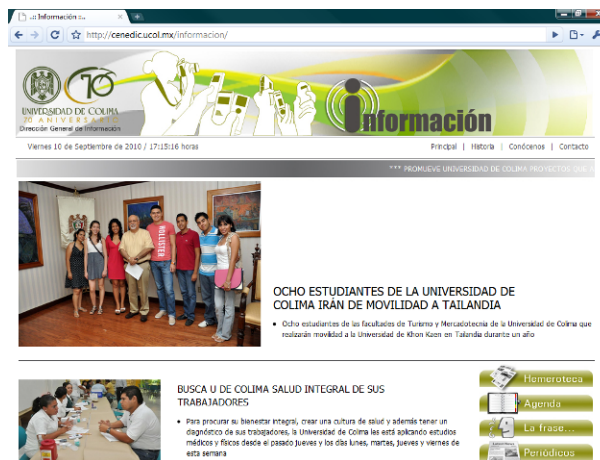 .:: Información ::..
http://cenedic.ucol.mx/informacion/
70
UNIVERSIDAD DE COLIMA
70 ANIVERSARIO
Dirección General de Información
información
Viernes 10 de Septiembre de 2010 / 17:15:16 horas
Principal | Historia | Conócenos | Contacto
*** PROMUEVE UNIVERSIDAD DE COLIMA PROYECTOS QUE
HOLLISTER
OCHO ESTUDIANTES DE LA UNIVERSIDAD DE
COLIMA IRÁN DE MOVILIDAD A TAILANDIA
Ocho estudiantes de las facultades de Turismo y Mercadotecnia de la Universidad de Colima que
realizarán movilidad a la Universidad de Khon Kaen en Tailandia durante un año
BUSCA U DE COLIMA SALUD INTEGRAL DE SUS
TRABAJADORES
Para procurar su bienestar integral, crear una cultura de salud y además tener un
diagnóstico de sus trabajadores, la Universidad de Colima les está aplicando estudios
médicos y físicos desde el pasado jueves y los días lunes, martes, jueves y viernes de
esta semana
Hemeroteca
Agenda
La frase...
Periódicos